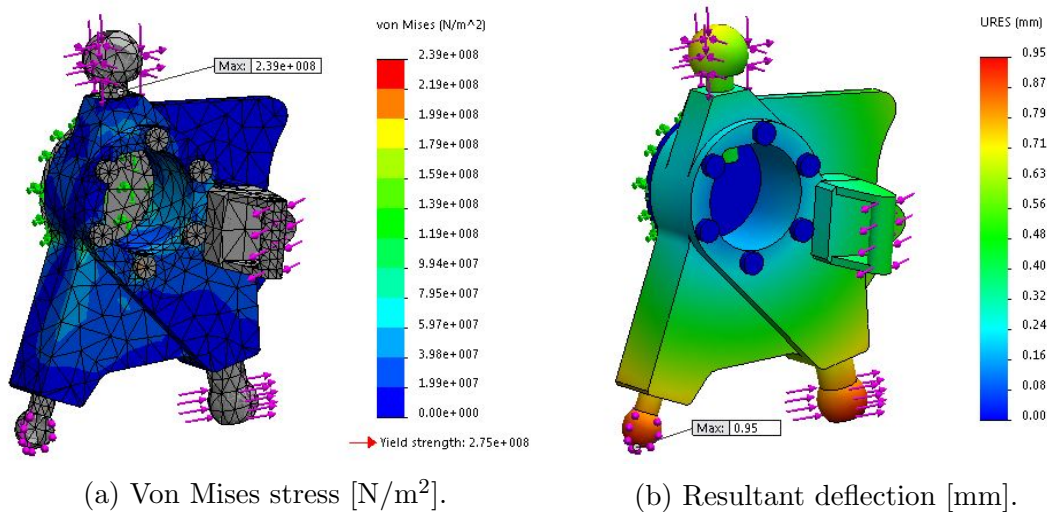 von Mises (N/m^2)
2.39e+008
2.19e+008
1.99e+008
1.79e+008
1.59e+008
1.39e+008
1.19e+008
9.94e+007
7.95e+007
5.97e+007
3.98e+007
1.99e+007
0.00e+000
Yield strength: 2.75e+008
Max: 2.39e+008
(a) Von Mises stress [N/m²].
URES (mm)
0.95
0.87
0.79
0.71
0.63
0.56
0.48
0.40
0.32
0.24
0.16
0.08
0.00
Max: 0.95
(b) Resultant deflection [mm].